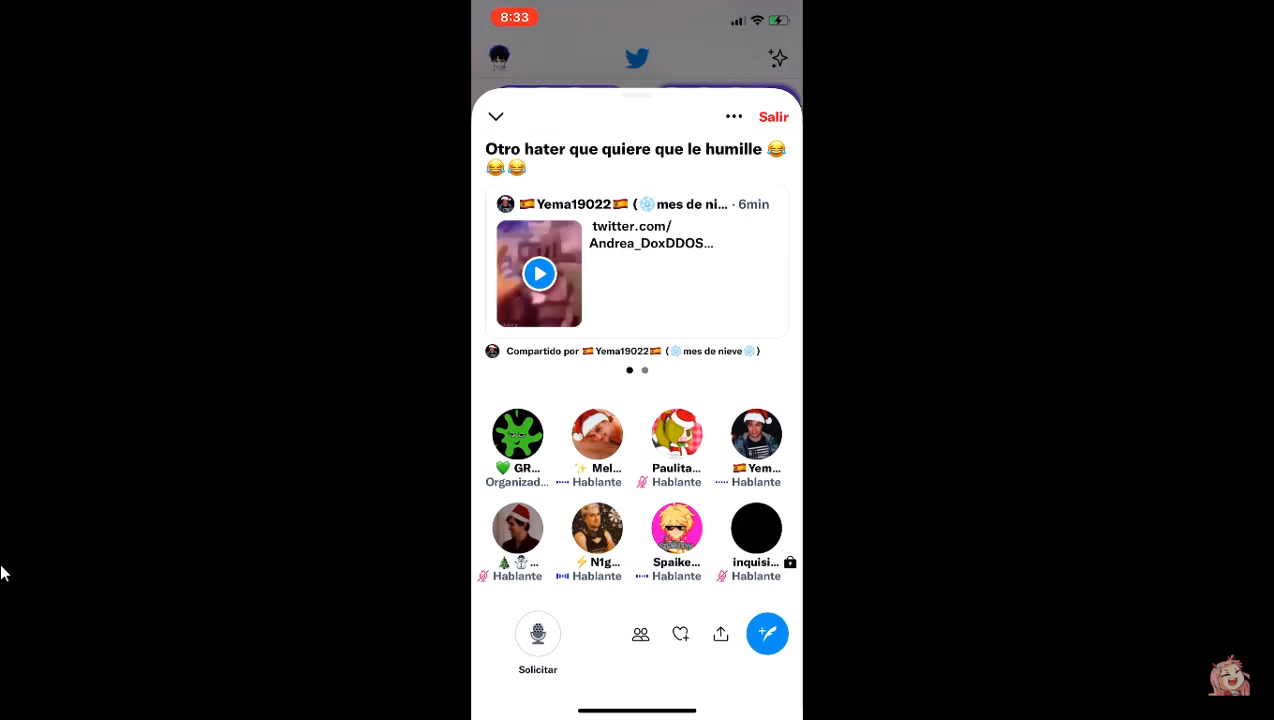 8:33
Salir
Otro hater que quiere que le humille 😂
😂😂
🇪🇸Yema19022🇪🇸 (❄️mes de ni... · 6min
twitter.com/
Andrea_DoxDDOS...
Compartido por 🇪🇸Yema19022🇪🇸 (❄️mes de nieve❄️)
💚 GR... ✨ Mel... Paulita... 🇪🇸Yem...
Organizad... Hablante Hablante Hablante
🎄⛄... ⚡N1g... Spaike... inquisi...
Hablante Hablante Hablante Hablante
Solicitar